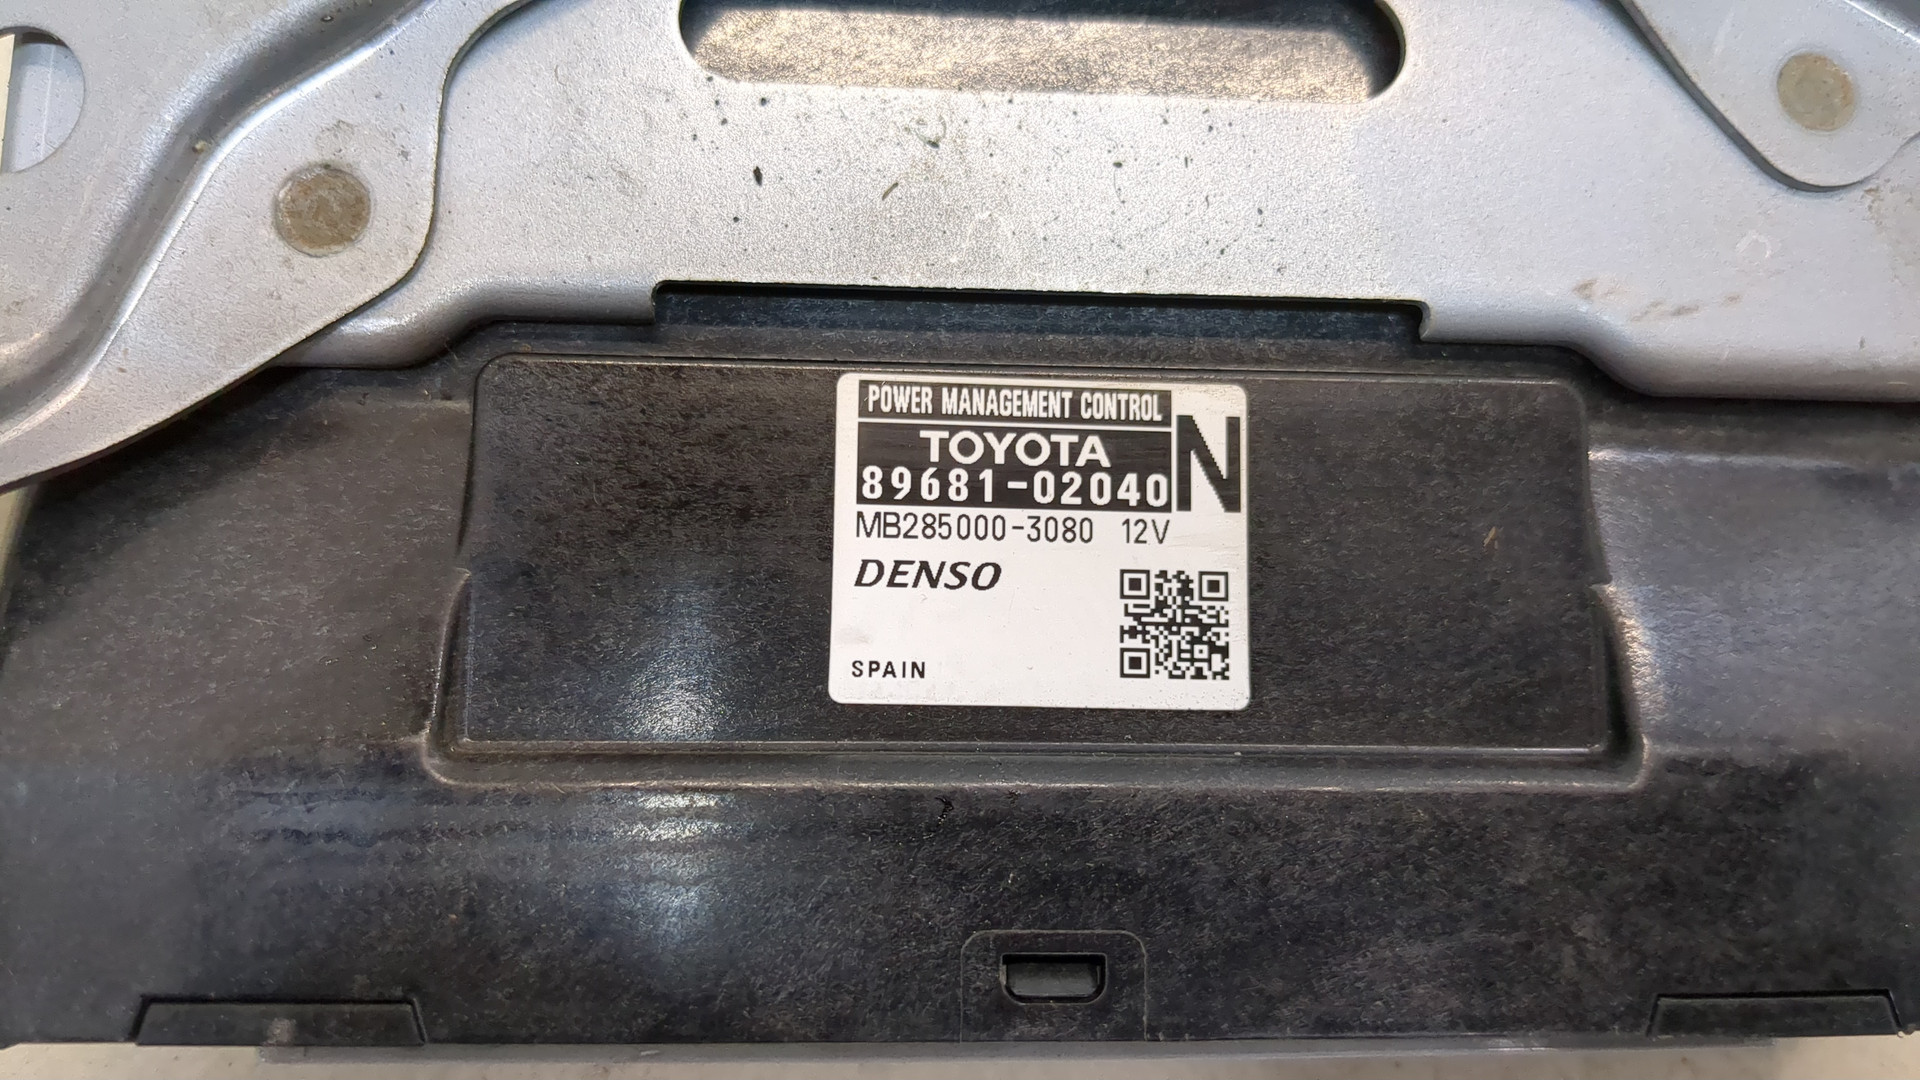 POWER MANAGEMENT CONTROL
TOYOTA
N
89681-02040
MB285000-3080 12V
DENSO
SPAIN